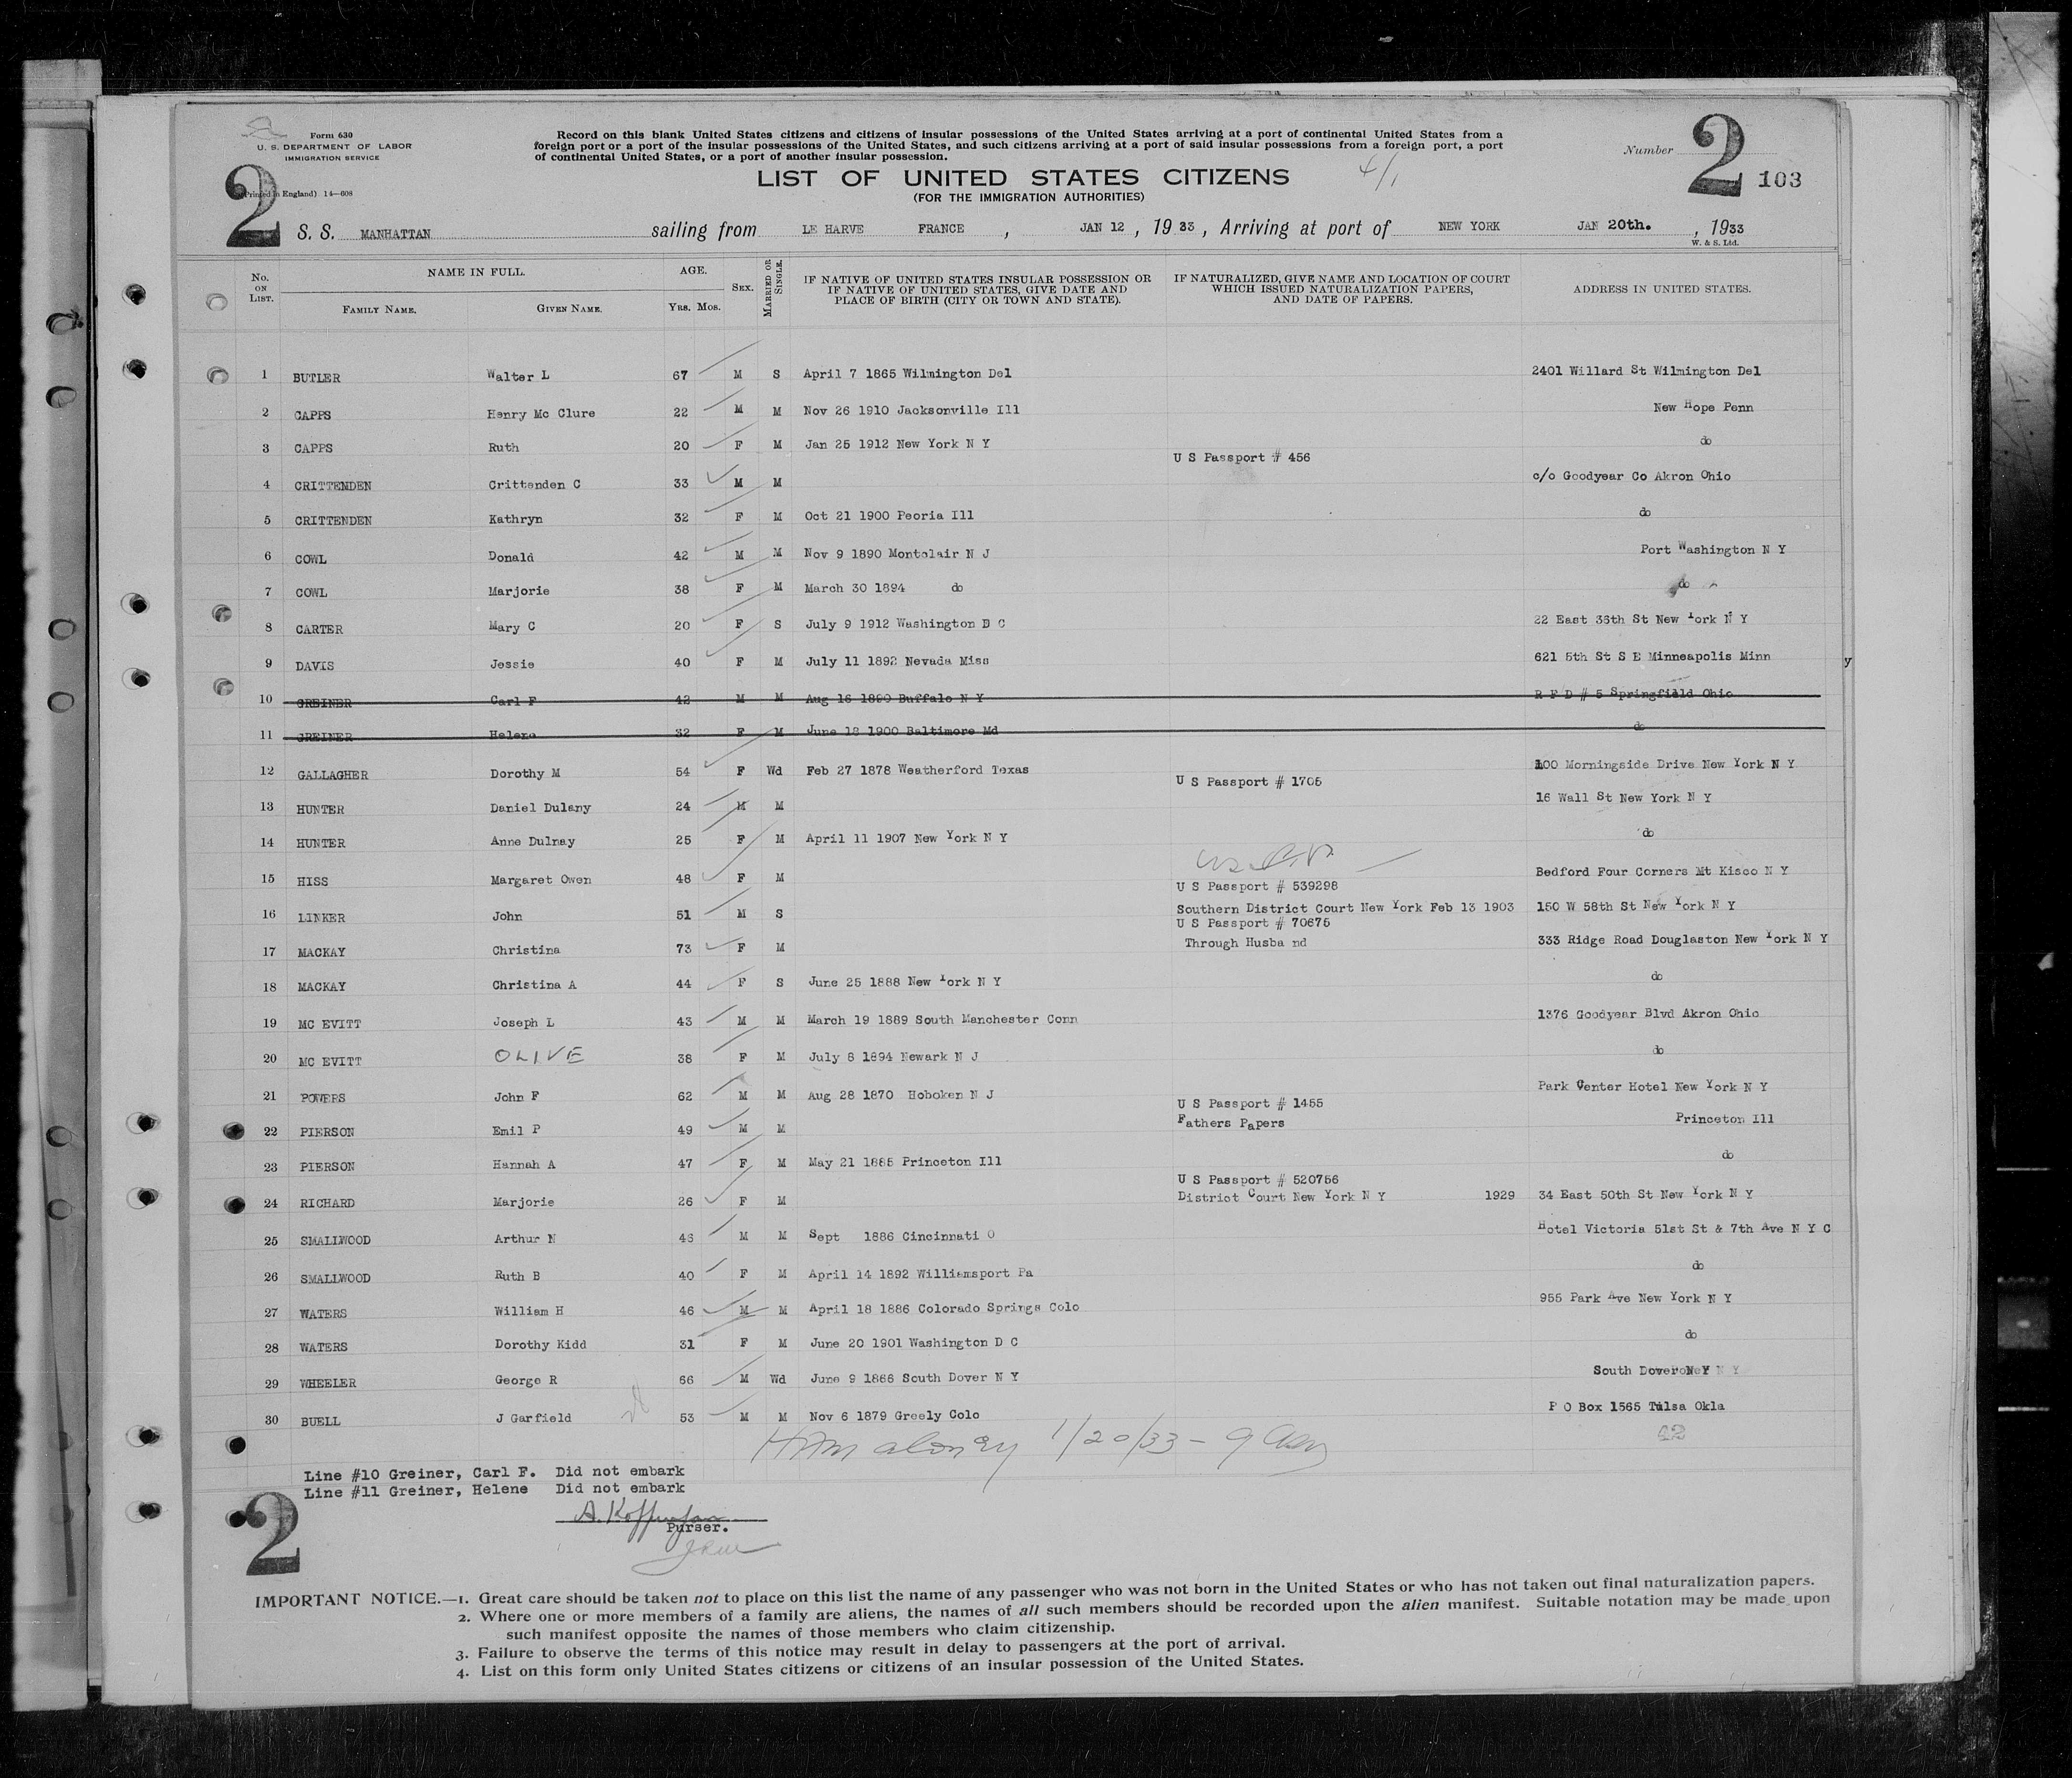 Form 630
U. S. DEPARTMENT OF LABOR
IMMIGRATION SERVICE
(Printed in England) 14—608
2
Record on this blank United States citizens and citizens of insular possessions of the United States arriving at a port of continental United States from a
foreign port or a port of the insular possessions of the United States, and such citizens arriving at a port of said insular possessions from a foreign port, a port
of continental United States, or a port of another insular possession.
LIST OF UNITED STATES CITIZENS
(FOR THE IMMIGRATION AUTHORITIES)
4/1
Number 2 103
S. S. MANHATTAN sailing from LE HARVE FRANCE , JAN 12 , 19 33 , Arriving at port of NEW YORK JAN 20th. , 1933
W. & S. Ltd.
No. ON LIST. NAME IN FULL. AGE. SEX. MARRIED OR SINGLE. IF NATIVE OF UNITED STATES INSULAR POSSESSION OR IF NATIVE OF UNITED STATES, GIVE DATE AND PLACE OF BIRTH (CITY OR TOWN AND STATE). IF NATURALIZED, GIVE NAME AND LOCATION OF COURT WHICH ISSUED NATURALIZATION PAPERS, AND DATE OF PAPERS. ADDRESS IN UNITED STATES.
FAMILY NAME. GIVEN NAME. YRS. MOS.
1 BUTLER Walter L 67 M S April 7 1865 Wilmington Del 2401 Willard St Wilmington Del
2 CAPPS Henry Mc Clure 22 M M Nov 26 1910 Jacksonville Ill New Hope Penn
3 CAPPS Ruth 20 F M Jan 25 1912 New York N Y do
U S Passport # 456
4 CRITTENDEN Crittenden C 33 M M c/o Goodyear Co Akron Ohio
5 CRITTENDEN Kathryn 32 F M Oct 21 1900 Peoria Ill do
6 COWL Donald 42 M M Nov 9 1890 Montclair N J Port Washington N Y
7 COWL Marjorie 38 F M March 30 1894 do do
8 CARTER Mary C 20 F S July 9 1912 Washington D C 22 East 36th St New York N Y
9 DAVIS Jessie 40 F M July 11 1892 Nevada Miss 621 5th St S E Minneapolis Minn
y
10 GREINER Carl F 42 M M Aug 16 1890 Buffalo N Y R F D # 5 Springfield Ohio
11 GREINER Helene 32 F M June 18 1900 Baltimore Md do
12 GALLAGHER Dorothy M 54 F Wd Feb 27 1878 Weatherford Texas 100 Morningside Drive New York N Y
U S Passport # 1705
13 HUNTER Daniel Dulany 24 M M 16 Wall St New York N Y
14 HUNTER Anne Dulnay 25 F M April 11 1907 New York N Y do
15 HISS Margaret Owen 48 F M Bedford Four Corners Mt Kisco N Y
U S Passport # 539298
16 LINKER John 51 M S Southern District Court New York Feb 13 1903 150 W 58th St New York N Y
U S Passport # 70675
17 MACKAY Christina 73 F M Through Husba nd 333 Ridge Road Douglaston New York N Y
18 MACKAY Christina A 44 F S June 25 1888 New York N Y do
19 MC EVITT Joseph L 43 M M March 19 1889 South Manchester Conn 1376 Goodyear Blvd Akron Ohio
20 MC EVITT OLIVE 38 F M July 8 1894 Newark N J do
21 POWERS John F 62 M M Aug 28 1870 Hoboken N J Park Center Hotel New York N Y
U S Passport # 1455
22 PIERSON Emil P 49 M M Fathers Papers Princeton Ill
23 PIERSON Hannah A 47 F M May 21 1885 Princeton Ill do
U S Passport # 520756
24 RICHARD Marjorie 26 F M District Court New York N Y 1929 34 East 50th St New York N Y
25 SMALLWOOD Arthur N 46 M M Sept 1886 Cincinnati O Hotel Victoria 51st St & 7th Ave N Y C
26 SMALLWOOD Ruth B 40 F M April 14 1892 Williamsport Pa do
27 WATERS William H 46 M M April 18 1886 Colorado Springs Colo 955 Park Ave New York N Y
28 WATERS Dorothy Kidd 31 F M June 20 1901 Washington D C do
29 WHEELER George R 66 M Wd June 9 1866 South Dover N Y South Dover N Y
30 BUELL J Garfield 53 M M Nov 6 1879 Greely Colo P O Box 1565 Tulsa Okla
1/20/33 — 42
Line #10 Greiner, Carl F. Did not embark
Line #11 Greiner, Helene Did not embark
Purser.
2
IMPORTANT NOTICE.—1. Great care should be taken not to place on this list the name of any passenger who was not born in the United States or who has not taken out final naturalization papers.
2. Where one or more members of a family are aliens, the names of all such members should be recorded upon the alien manifest. Suitable notation may be made upon
such manifest opposite the names of those members who claim citizenship.
3. Failure to observe the terms of this notice may result in delay to passengers at the port of arrival.
4. List on this form only United States citizens or citizens of an insular possession of the United States.